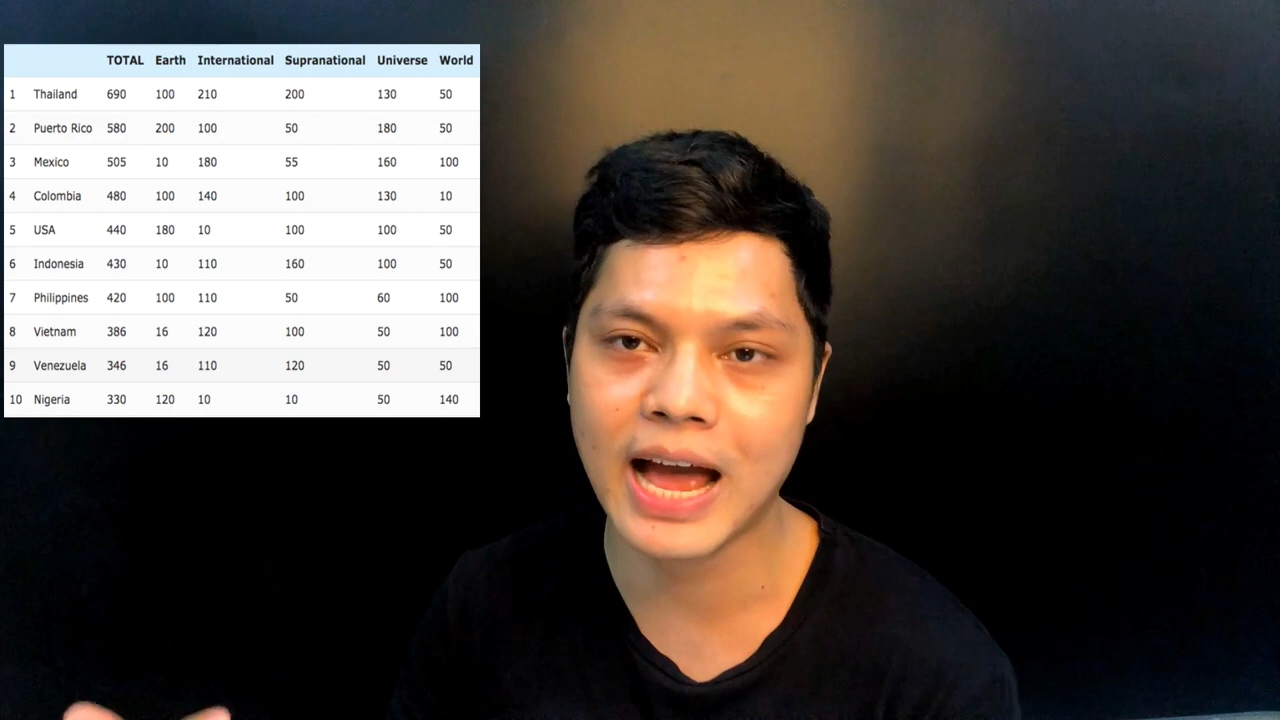 TOTAL Earth International Supranational Universe World
1 Thailand 690 100 210 200 130 50
2 Puerto Rico 580 200 100 50 180 50
3 Mexico 505 10 180 55 160 100
4 Colombia 480 100 140 100 130 10
5 USA 440 180 10 100 100 50
6 Indonesia 430 10 110 160 100 50
7 Philippines 420 100 110 50 60 100
8 Vietnam 386 16 120 100 50 100
9 Venezuela 346 16 110 120 50 50
10 Nigeria 330 120 10 10 50 140